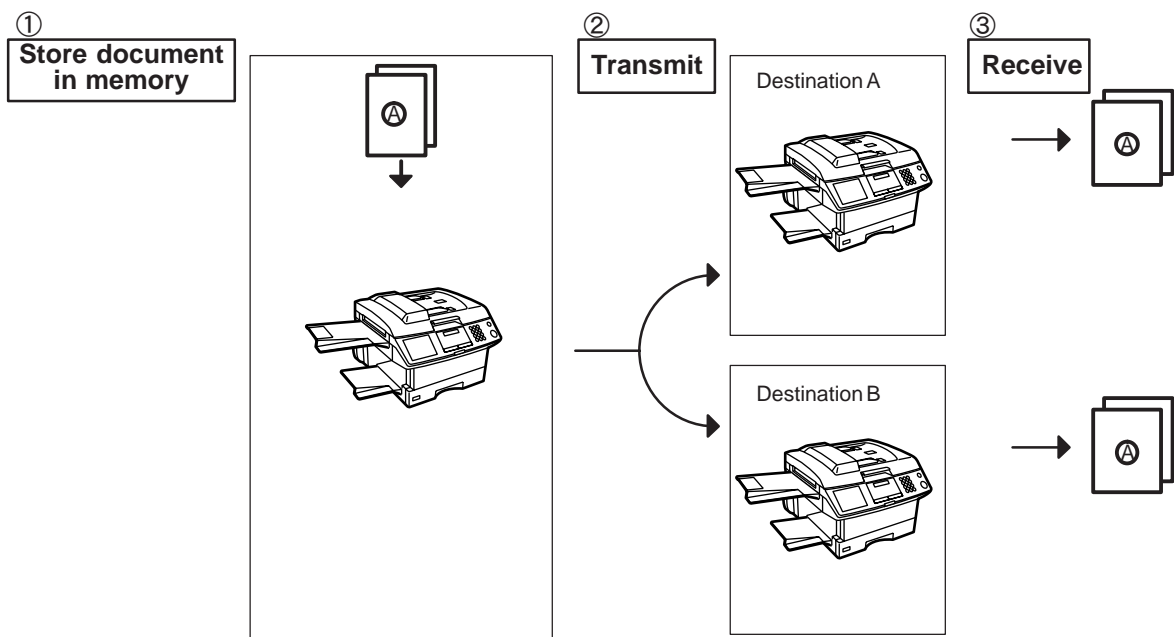 ①
Store document
in memory
Ⓐ
②
Transmit
Destination A
Destination B
③
Receive
Ⓐ
Ⓐ